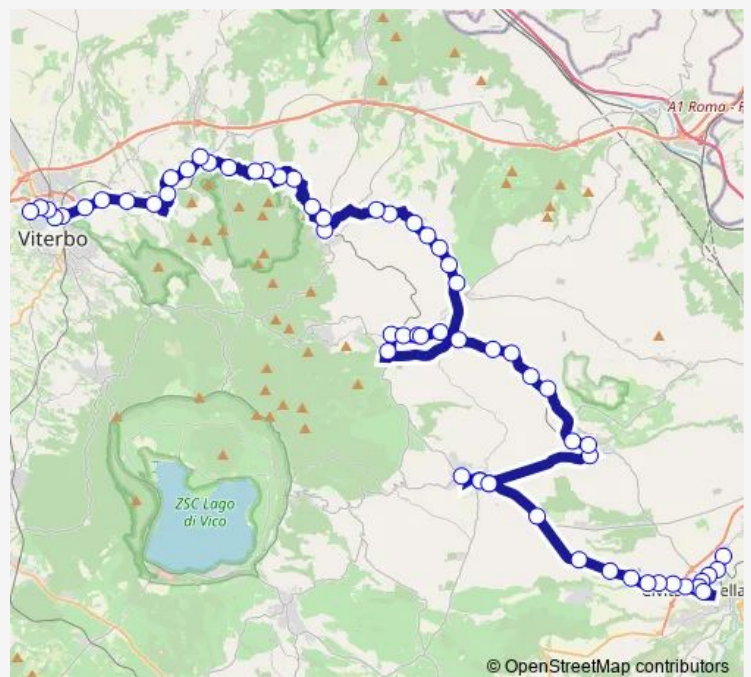 A1 Roma - F
Viterbo
ZSC Lago
di Vico
ella
© OpenStreetMap contributors